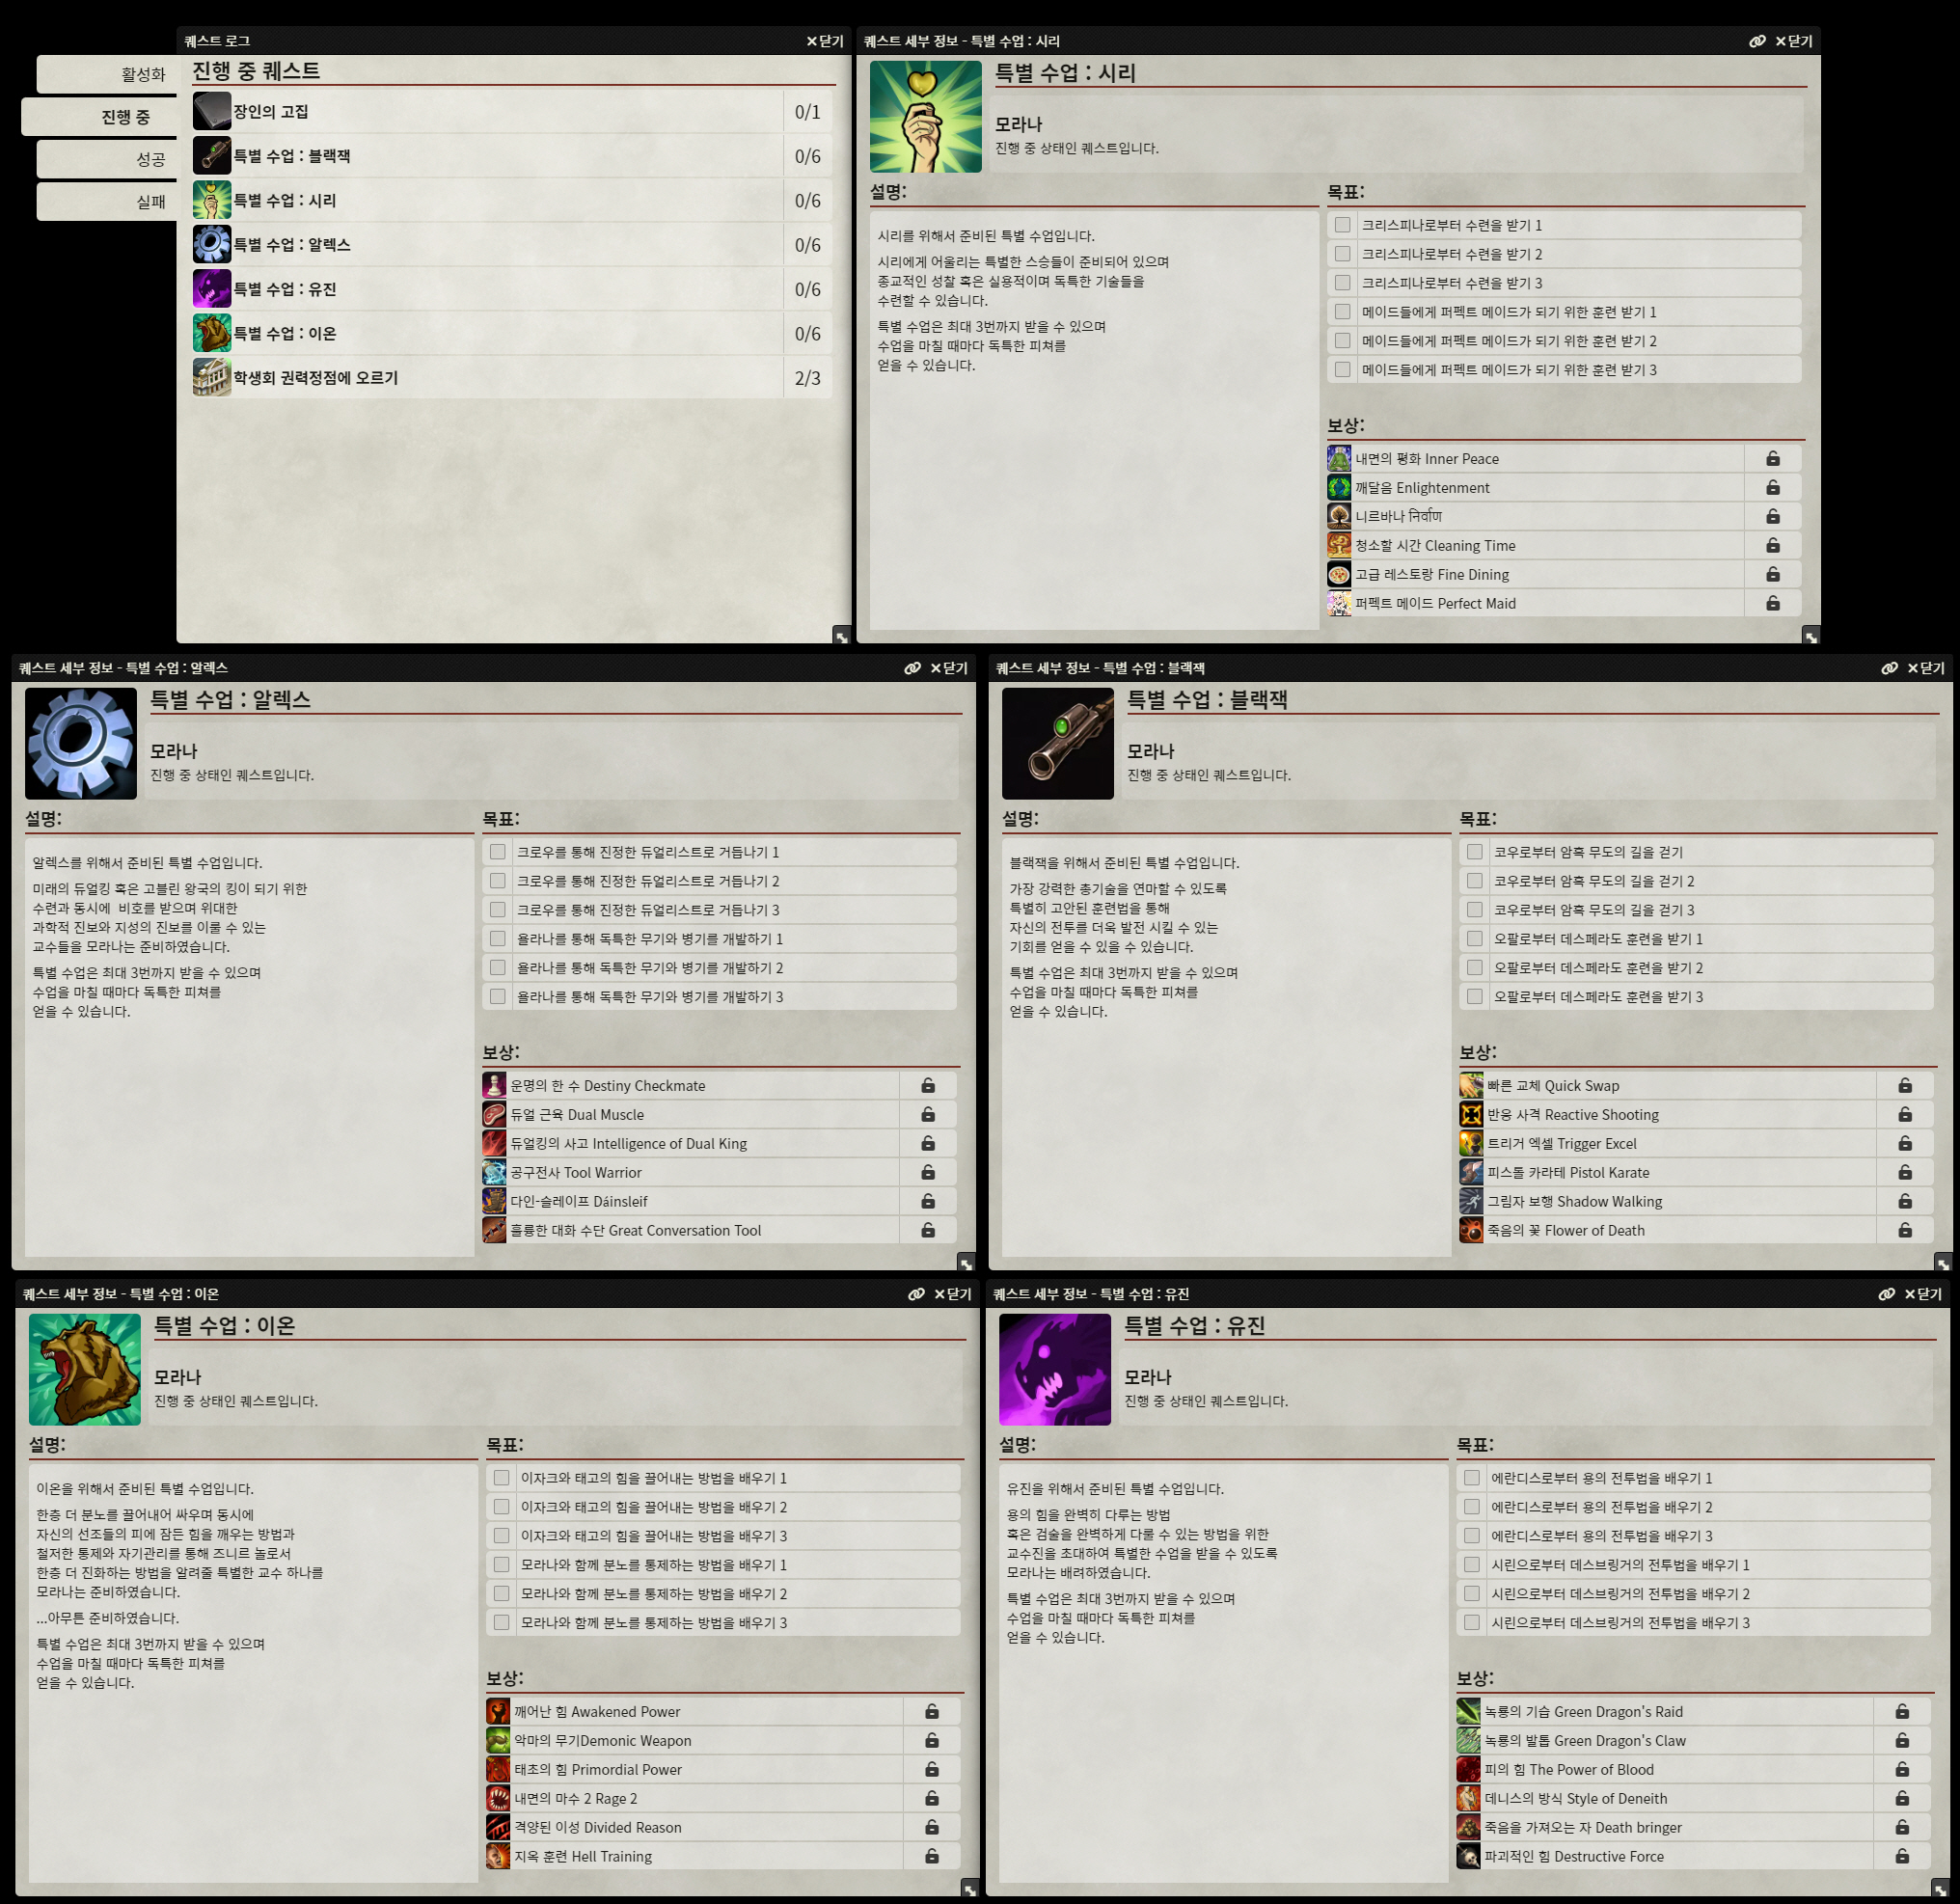 퀘스트 로그
닫기
활성화
진행 중
성공
실패
진행 중 퀘스트
장인의 고집 0/1
특별 수업 : 블랙잭 0/6
특별 수업 : 시리 0/6
특별 수업 : 알렉스 0/6
특별 수업 : 유진 0/6
특별 수업 : 이온 0/6
학생회 권력정점에 오르기 2/3
퀘스트 세부 정보 - 특별 수업 : 시리
닫기
특별 수업 : 시리
모라나
진행 중 상태인 퀘스트입니다.
설명:
시리를 위해서 준비된 특별 수업입니다.
시리에게 어울리는 특별한 스승들이 준비되어 있으며
종교적인 성찰 혹은 실용적이며 독특한 기술들을
수련할 수 있습니다.
특별 수업은 최대 3번까지 받을 수 있으며
수업을 마칠 때마다 독특한 피쳐를
얻을 수 있습니다.
목표:
크리스피나로부터 수련을 받기 1
크리스피나로부터 수련을 받기 2
크리스피나로부터 수련을 받기 3
메이드들에게 퍼펙트 메이드가 되기 위한 훈련 받기 1
메이드들에게 퍼펙트 메이드가 되기 위한 훈련 받기 2
메이드들에게 퍼펙트 메이드가 되기 위한 훈련 받기 3
보상:
내면의 평화 Inner Peace
깨달음 Enlightenment
니르바나 निर्वाण
청소할 시간 Cleaning Time
고급 레스토랑 Fine Dining
퍼펙트 메이드 Perfect Maid
퀘스트 세부 정보 - 특별 수업 : 알렉스
닫기
특별 수업 : 알렉스
모라나
진행 중 상태인 퀘스트입니다.
설명:
알렉스를 위해서 준비된 특별 수업입니다.
미래의 듀얼킹 혹은 고블린 왕국의 킹이 되기 위한
수련과 동시에 비호를 받으며 위대한
과학적 진보와 지성의 진보를 이룰 수 있는
교수들을 모라나는 준비하였습니다.
특별 수업은 최대 3번까지 받을 수 있으며
수업을 마칠 때마다 독특한 피쳐를
얻을 수 있습니다.
목표:
크로우를 통해 진정한 듀얼리스트로 거듭나기 1
크로우를 통해 진정한 듀얼리스트로 거듭나기 2
크로우를 통해 진정한 듀얼리스트로 거듭나기 3
욜라나를 통해 독특한 무기와 병기를 개발하기 1
욜라나를 통해 독특한 무기와 병기를 개발하기 2
욜라나를 통해 독특한 무기와 병기를 개발하기 3
보상:
운명의 한 수 Destiny Checkmate
듀얼 근육 Dual Muscle
듀얼킹의 사고 Intelligence of Dual King
공구전사 Tool Warrior
다인-슬레이프 Dáinsleif
훌륭한 대화 수단 Great Conversation Tool
퀘스트 세부 정보 - 특별 수업 : 블랙잭
닫기
특별 수업 : 블랙잭
모라나
진행 중 상태인 퀘스트입니다.
설명:
블랙잭을 위해서 준비된 특별 수업입니다.
가장 강력한 총기술을 연마할 수 있도록
특별히 고안된 훈련법을 통해
자신의 전투를 더욱 발전 시킬 수 있는
기회를 얻을 수 있을 수 있습니다.
특별 수업은 최대 3번까지 받을 수 있으며
수업을 마칠 때마다 독특한 피쳐를
얻을 수 있습니다.
목표:
코우로부터 암흑 무도의 길을 걷기
코우로부터 암흑 무도의 길을 걷기 2
코우로부터 암흑 무도의 길을 걷기 3
오팔로부터 데스페라도 훈련을 받기 1
오팔로부터 데스페라도 훈련을 받기 2
오팔로부터 데스페라도 훈련을 받기 3
보상:
빠른 교체 Quick Swap
반응 사격 Reactive Shooting
트리거 엑셀 Trigger Excel
피스톨 카라테 Pistol Karate
그림자 보행 Shadow Walking
죽음의 꽃 Flower of Death
퀘스트 세부 정보 - 특별 수업 : 이온
닫기
특별 수업 : 이온
모라나
진행 중 상태인 퀘스트입니다.
설명:
이온을 위해서 준비된 특별 수업입니다.
한층 더 분노를 끌어내어 싸우며 동시에
자신의 선조들의 피에 잠든 힘을 깨우는 방법과
철저한 통제와 자기관리를 통해 즈니르 놀로서
한층 더 진화하는 방법을 알려줄 특별한 교수 하나를
모라나는 준비하였습니다.
...아무튼 준비하였습니다.
특별 수업은 최대 3번까지 받을 수 있으며
수업을 마칠 때마다 독특한 피쳐를
얻을 수 있습니다.
목표:
이자크와 태고의 힘을 끌어내는 방법을 배우기 1
이자크와 태고의 힘을 끌어내는 방법을 배우기 2
이자크와 태고의 힘을 끌어내는 방법을 배우기 3
모라나와 함께 분노를 통제하는 방법을 배우기 1
모라나와 함께 분노를 통제하는 방법을 배우기 2
모라나와 함께 분노를 통제하는 방법을 배우기 3
보상:
깨어난 힘 Awakened Power
악마의 무기Demonic Weapon
태초의 힘 Primordial Power
내면의 마수 2 Rage 2
격양된 이성 Divided Reason
지옥 훈련 Hell Training
퀘스트 세부 정보 - 특별 수업 : 유진
닫기
특별 수업 : 유진
모라나
진행 중 상태인 퀘스트입니다.
설명:
유진을 위해서 준비된 특별 수업입니다.
용의 힘을 완벽히 다루는 방법
혹은 검술을 완벽하게 다룰 수 있는 방법을 위한
교수진을 초대하여 특별한 수업을 받을 수 있도록
모라나는 배려하였습니다.
특별 수업은 최대 3번까지 받을 수 있으며
수업을 마칠 때마다 독특한 피쳐를
얻을 수 있습니다.
목표:
에란디스로부터 용의 전투법을 배우기 1
에란디스로부터 용의 전투법을 배우기 2
에란디스로부터 용의 전투법을 배우기 3
시린으로부터 데스브링거의 전투법을 배우기 1
시린으로부터 데스브링거의 전투법을 배우기 2
시린으로부터 데스브링거의 전투법을 배우기 3
보상:
녹룡의 기습 Green Dragon's Raid
녹룡의 발톱 Green Dragon's Claw
피의 힘 The Power of Blood
데니스의 방식 Style of Deneith
죽음을 가져오는 자 Death bringer
파괴적인 힘 Destructive Force